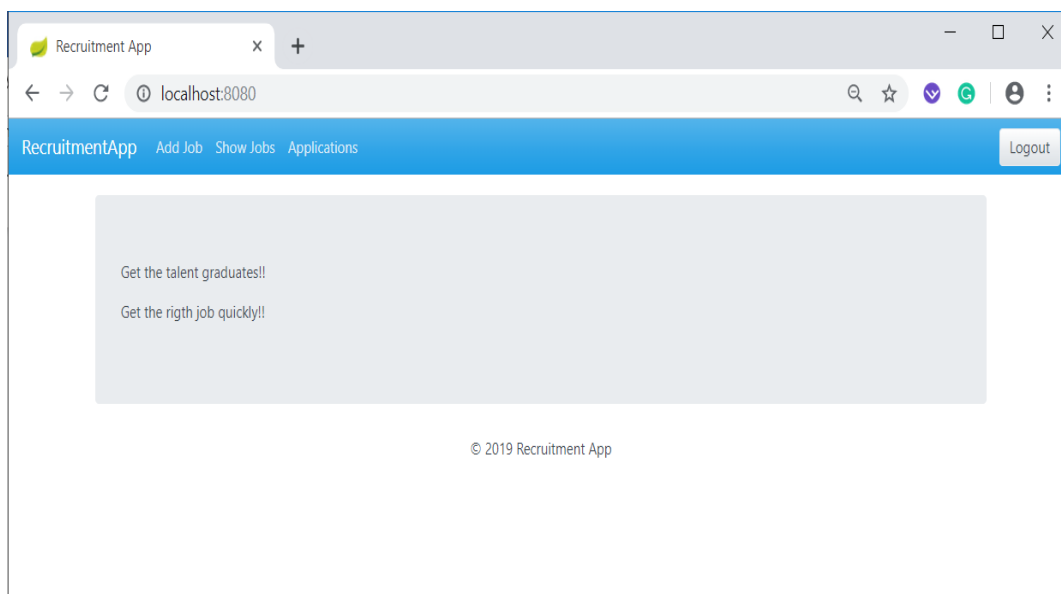 Recruitment App
localhost:8080
RecruitmentApp Add Job Show Jobs Applications Logout
Get the talent graduates!!
Get the rigth job quickly!!
© 2019 Recruitment App